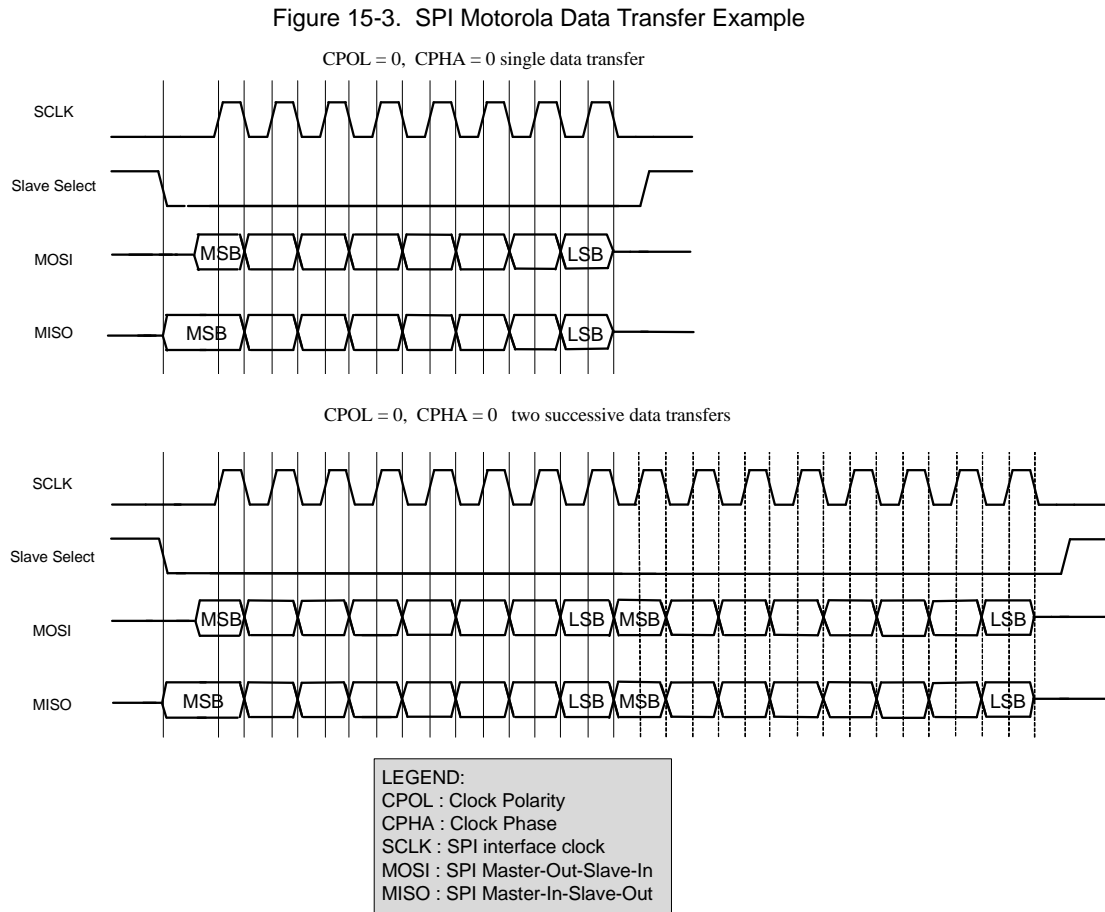 Figure 15-3. SPI Motorola Data Transfer Example
CPOL = 0, CPHA = 0 single data transfer
SCLK
Slave Select
MOSI
MSB
LSB
MISO
MSB
LSB
CPOL = 0, CPHA = 0 two successive data transfers
SCLK
Slave Select
MOSI
MSB
LSB
MSB
LSB
MISO
MSB
LSB
MSB
LSB
LEGEND:
CPOL : Clock Polarity
CPHA : Clock Phase
SCLK : SPI interface clock
MOSI : SPI Master-Out-Slave-In
MISO : SPI Master-In-Slave-Out